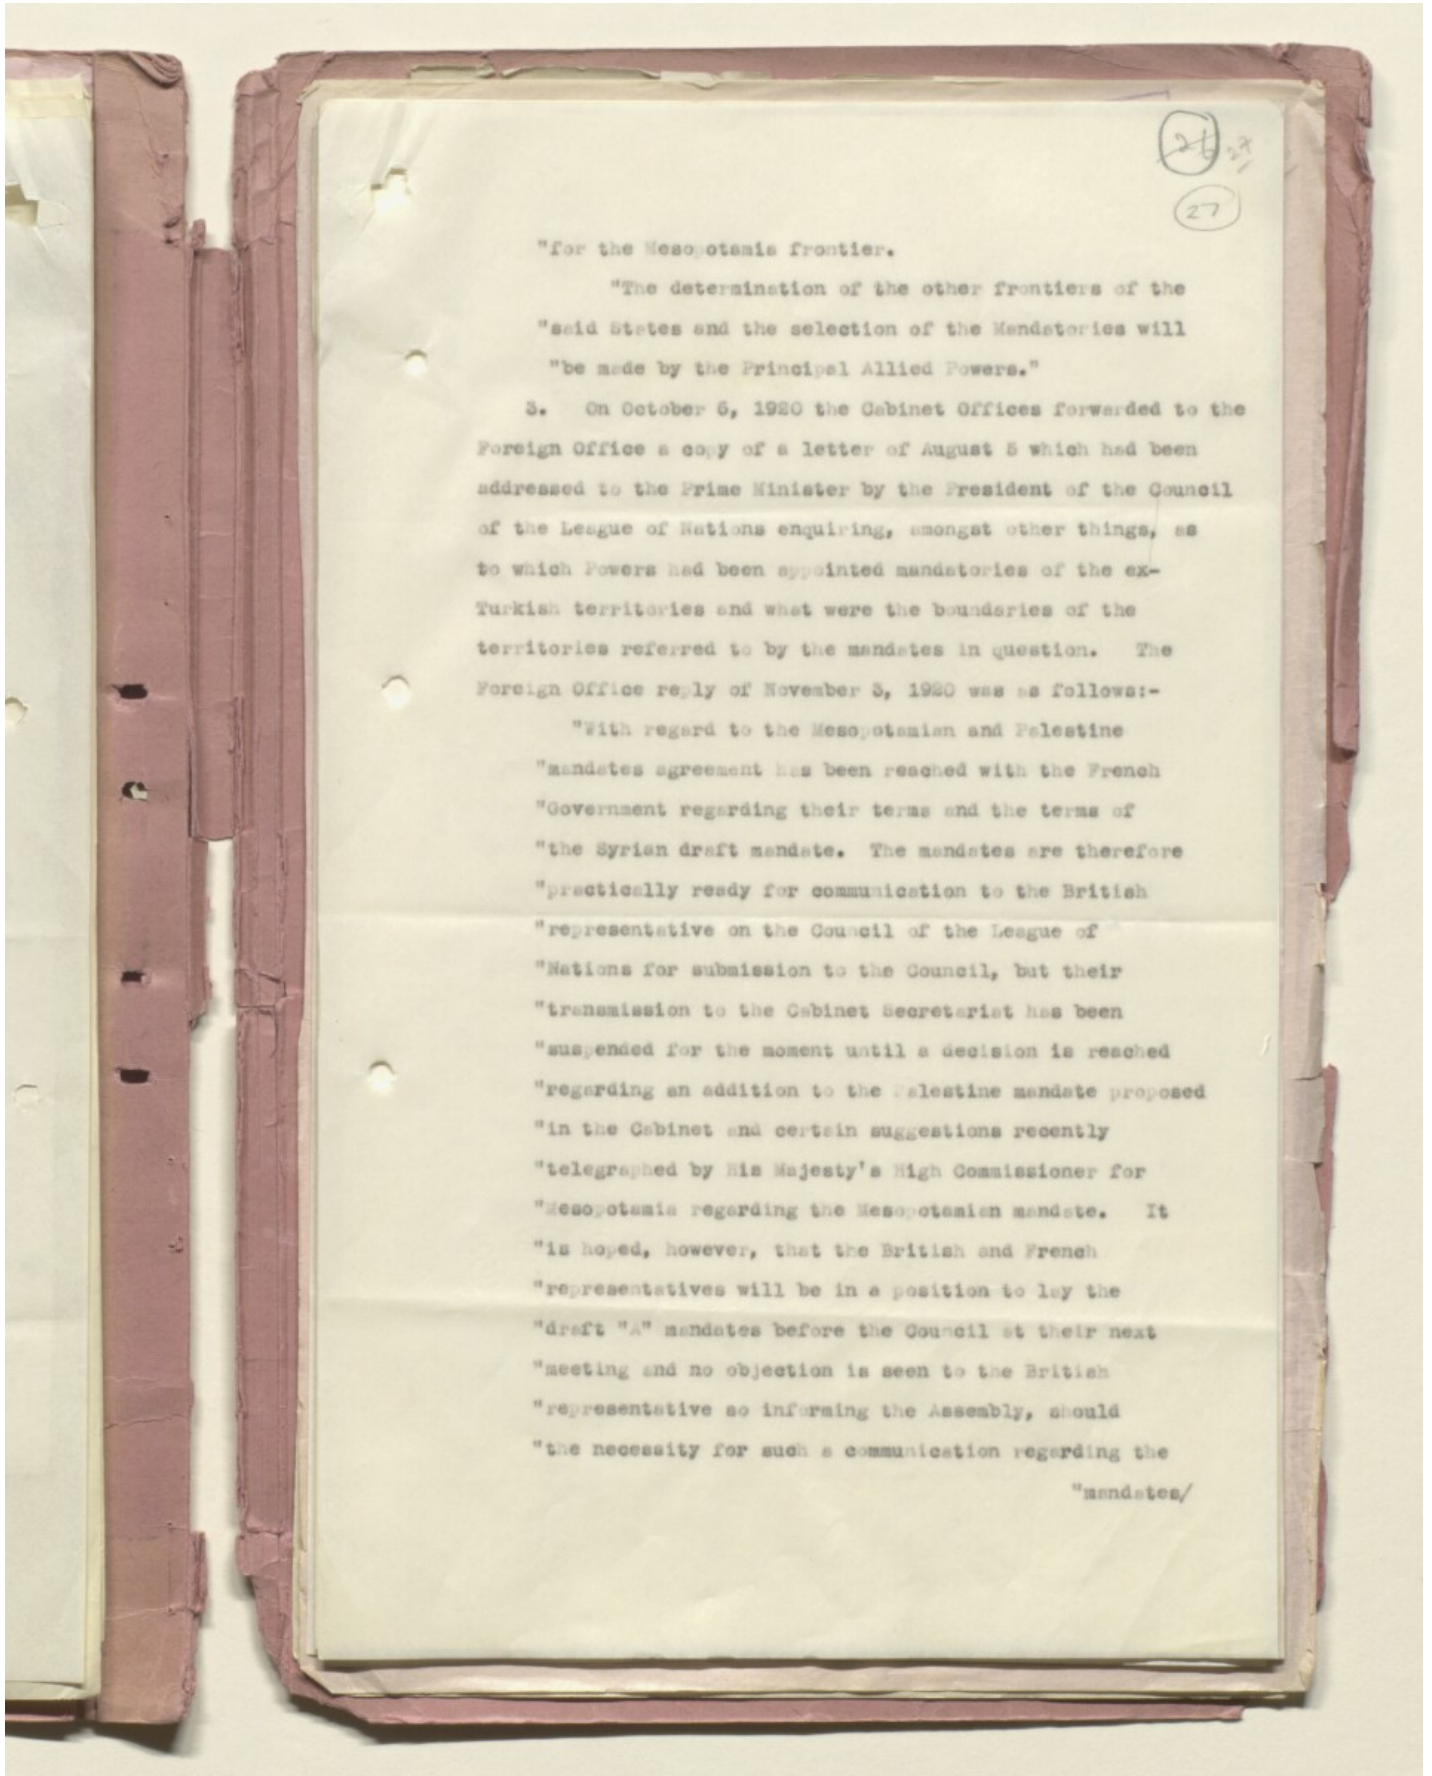 26 27
27
"for the Mesopotamia frontier.
"The determination of the other frontiers of the
"said States and the selection of the Mandatories will
"be made by the Principal Allied Powers."
3. On October 6, 1920 the Cabinet Offices forwarded to the
Foreign Office a copy of a letter of August 5 which had been
addressed to the Prime Minister by the President of the Council
of the League of Nations enquiring, amongst other things, as
to which Powers had been appointed mandatories of the ex-
Turkish territories and what were the boundaries of the
territories referred to by the mandates in question. The
Foreign Office reply of November 3, 1920 was as follows:-
"With regard to the Mesopotamian and Palestine
"mandates agreement has been reached with the French
"Government regarding their terms and the terms of
"the Syrian draft mandate. The mandates are therefore
"practically ready for communication to the British
"representative on the Council of the League of
"Nations for submission to the Council, but their
"transmission to the Cabinet Secretariat has been
"suspended for the moment until a decision is reached
"regarding an addition to the Palestine mandate proposed
"in the Cabinet and certain suggestions recently
"telegraphed by His Majesty's High Commissioner for
"Mesopotamia regarding the Mesopotamian mandate. It
"is hoped, however, that the British and French
"representatives will be in a position to lay the
"draft "A" mandates before the Council at their next
"meeting and no objection is seen to the British
"representative so informing the Assembly, should
"the necessity for such a communication regarding the
"mandates/